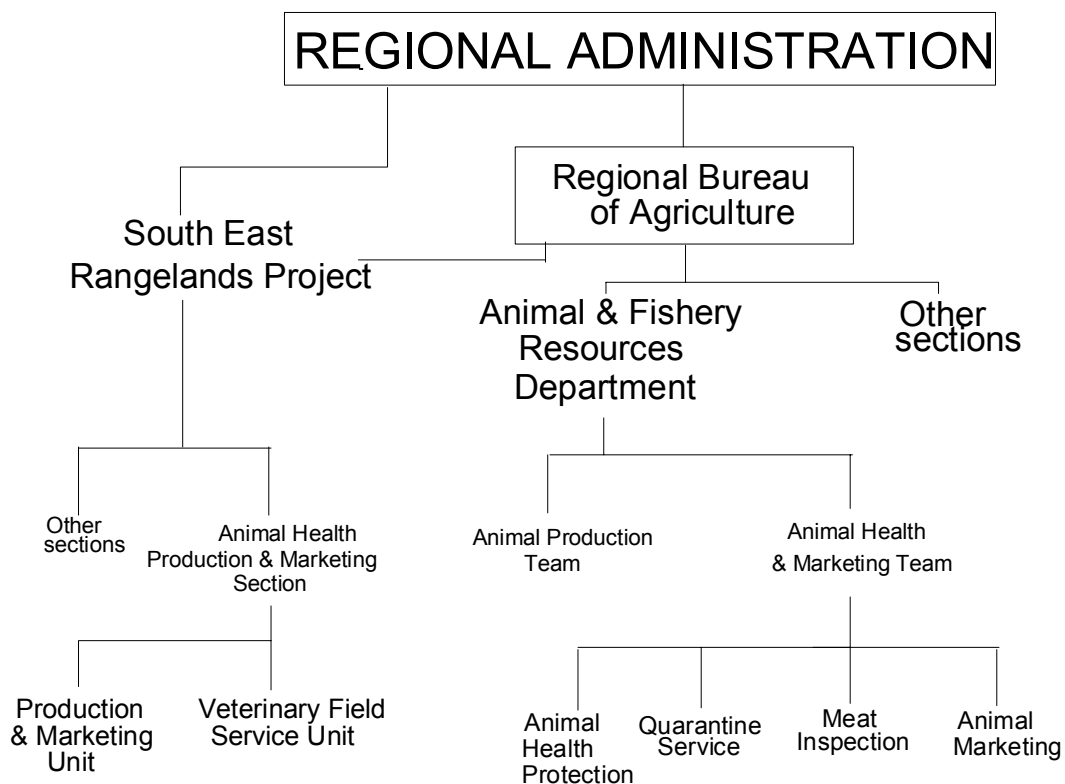 REGIONAL ADMINISTRATION
Regional Bureau
of Agriculture
South East
Rangelands Project
Animal & Fishery
Resources
Department
Other
sections
Other
sections
Animal Health
Production & Marketing
Section
Animal Production
Team
Animal Health
& Marketing Team
Production
& Marketing
Unit
Veterinary Field
Service Unit
Animal
Health
Protection
Quarantine
Service
Meat
Inspection
Animal
Marketing